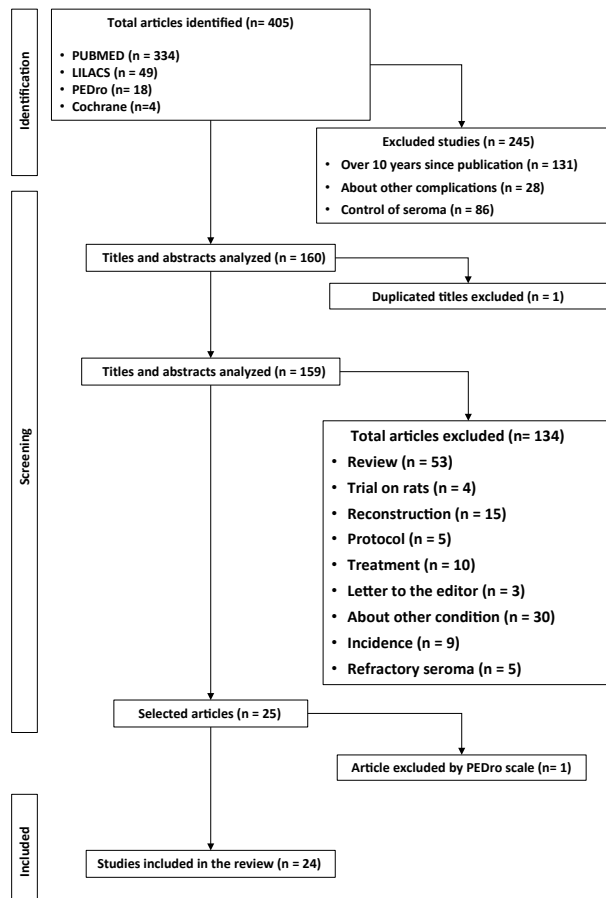 Identification
Total articles identified (n= 405)
• PUBMED (n = 334)
• LILACS (n = 49)
• PEDro (n= 18)
• Cochrane (n=4)
Excluded studies (n = 245)
• Over 10 years since publication (n = 131)
• About other complications (n = 28)
• Control of seroma (n = 86)
Screening
Titles and abstracts analyzed (n = 160)
Duplicated titles excluded (n = 1)
Titles and abstracts analyzed (n = 159)
Total articles excluded (n= 134)
• Review (n = 53)
• Trial on rats (n = 4)
• Reconstruction (n = 15)
• Protocol (n = 5)
• Treatment (n = 10)
• Letter to the editor (n = 3)
• About other condition (n = 30)
• Incidence (n = 9)
• Refractory seroma (n = 5)
Selected articles (n = 25)
Article excluded by PEDro scale (n= 1)
Included
Studies included in the review (n = 24)